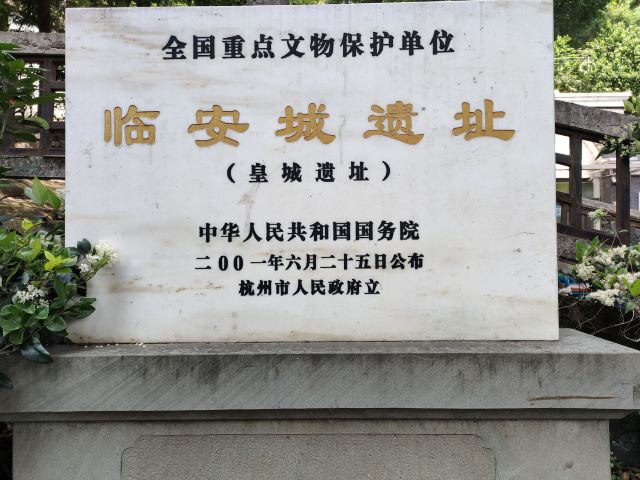 全国重点文物保护单位
临安城遗址
（皇城遗址）
中华人民共和国国务院
二00一年六月二十五日公布
杭州市人民政府立